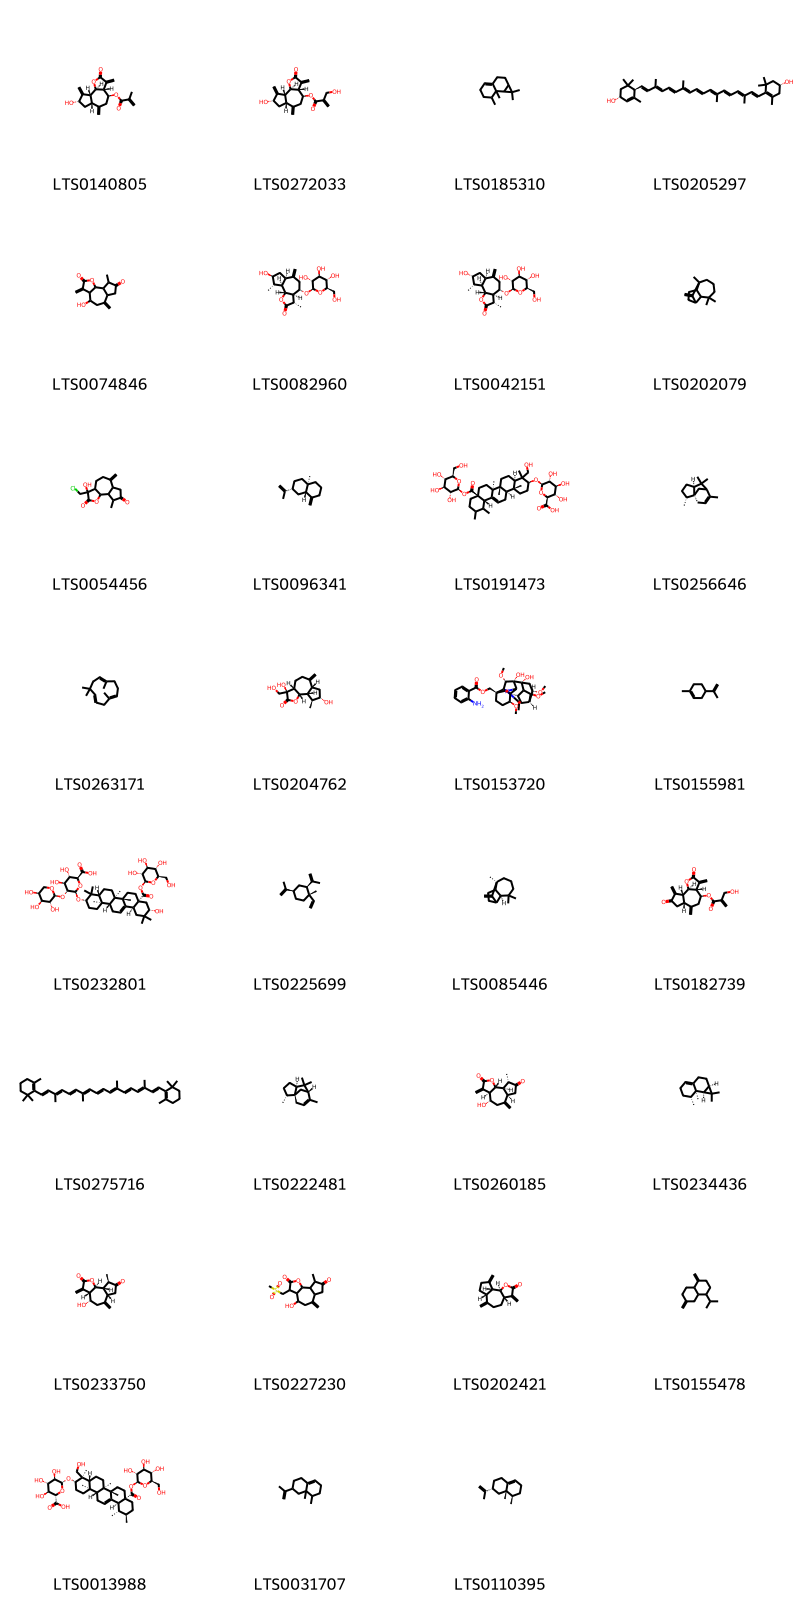 LTS0140805 LTS0272033 LTS0185310 LTS0205297
LTS0074846 LTS0082960 LTS0042151 LTS0202079
LTS0054456 LTS0096341 LTS0191473 LTS0256646
LTS0263171 LTS0204762 LTS0153720 LTS0155981
LTS0232801 LTS0225699 LTS0085446 LTS0182739
LTS0275716 LTS0222481 LTS0260185 LTS0234436
LTS0233750 LTS0227230 LTS0202421 LTS0155478
LTS0013988 LTS0031707 LTS0110395